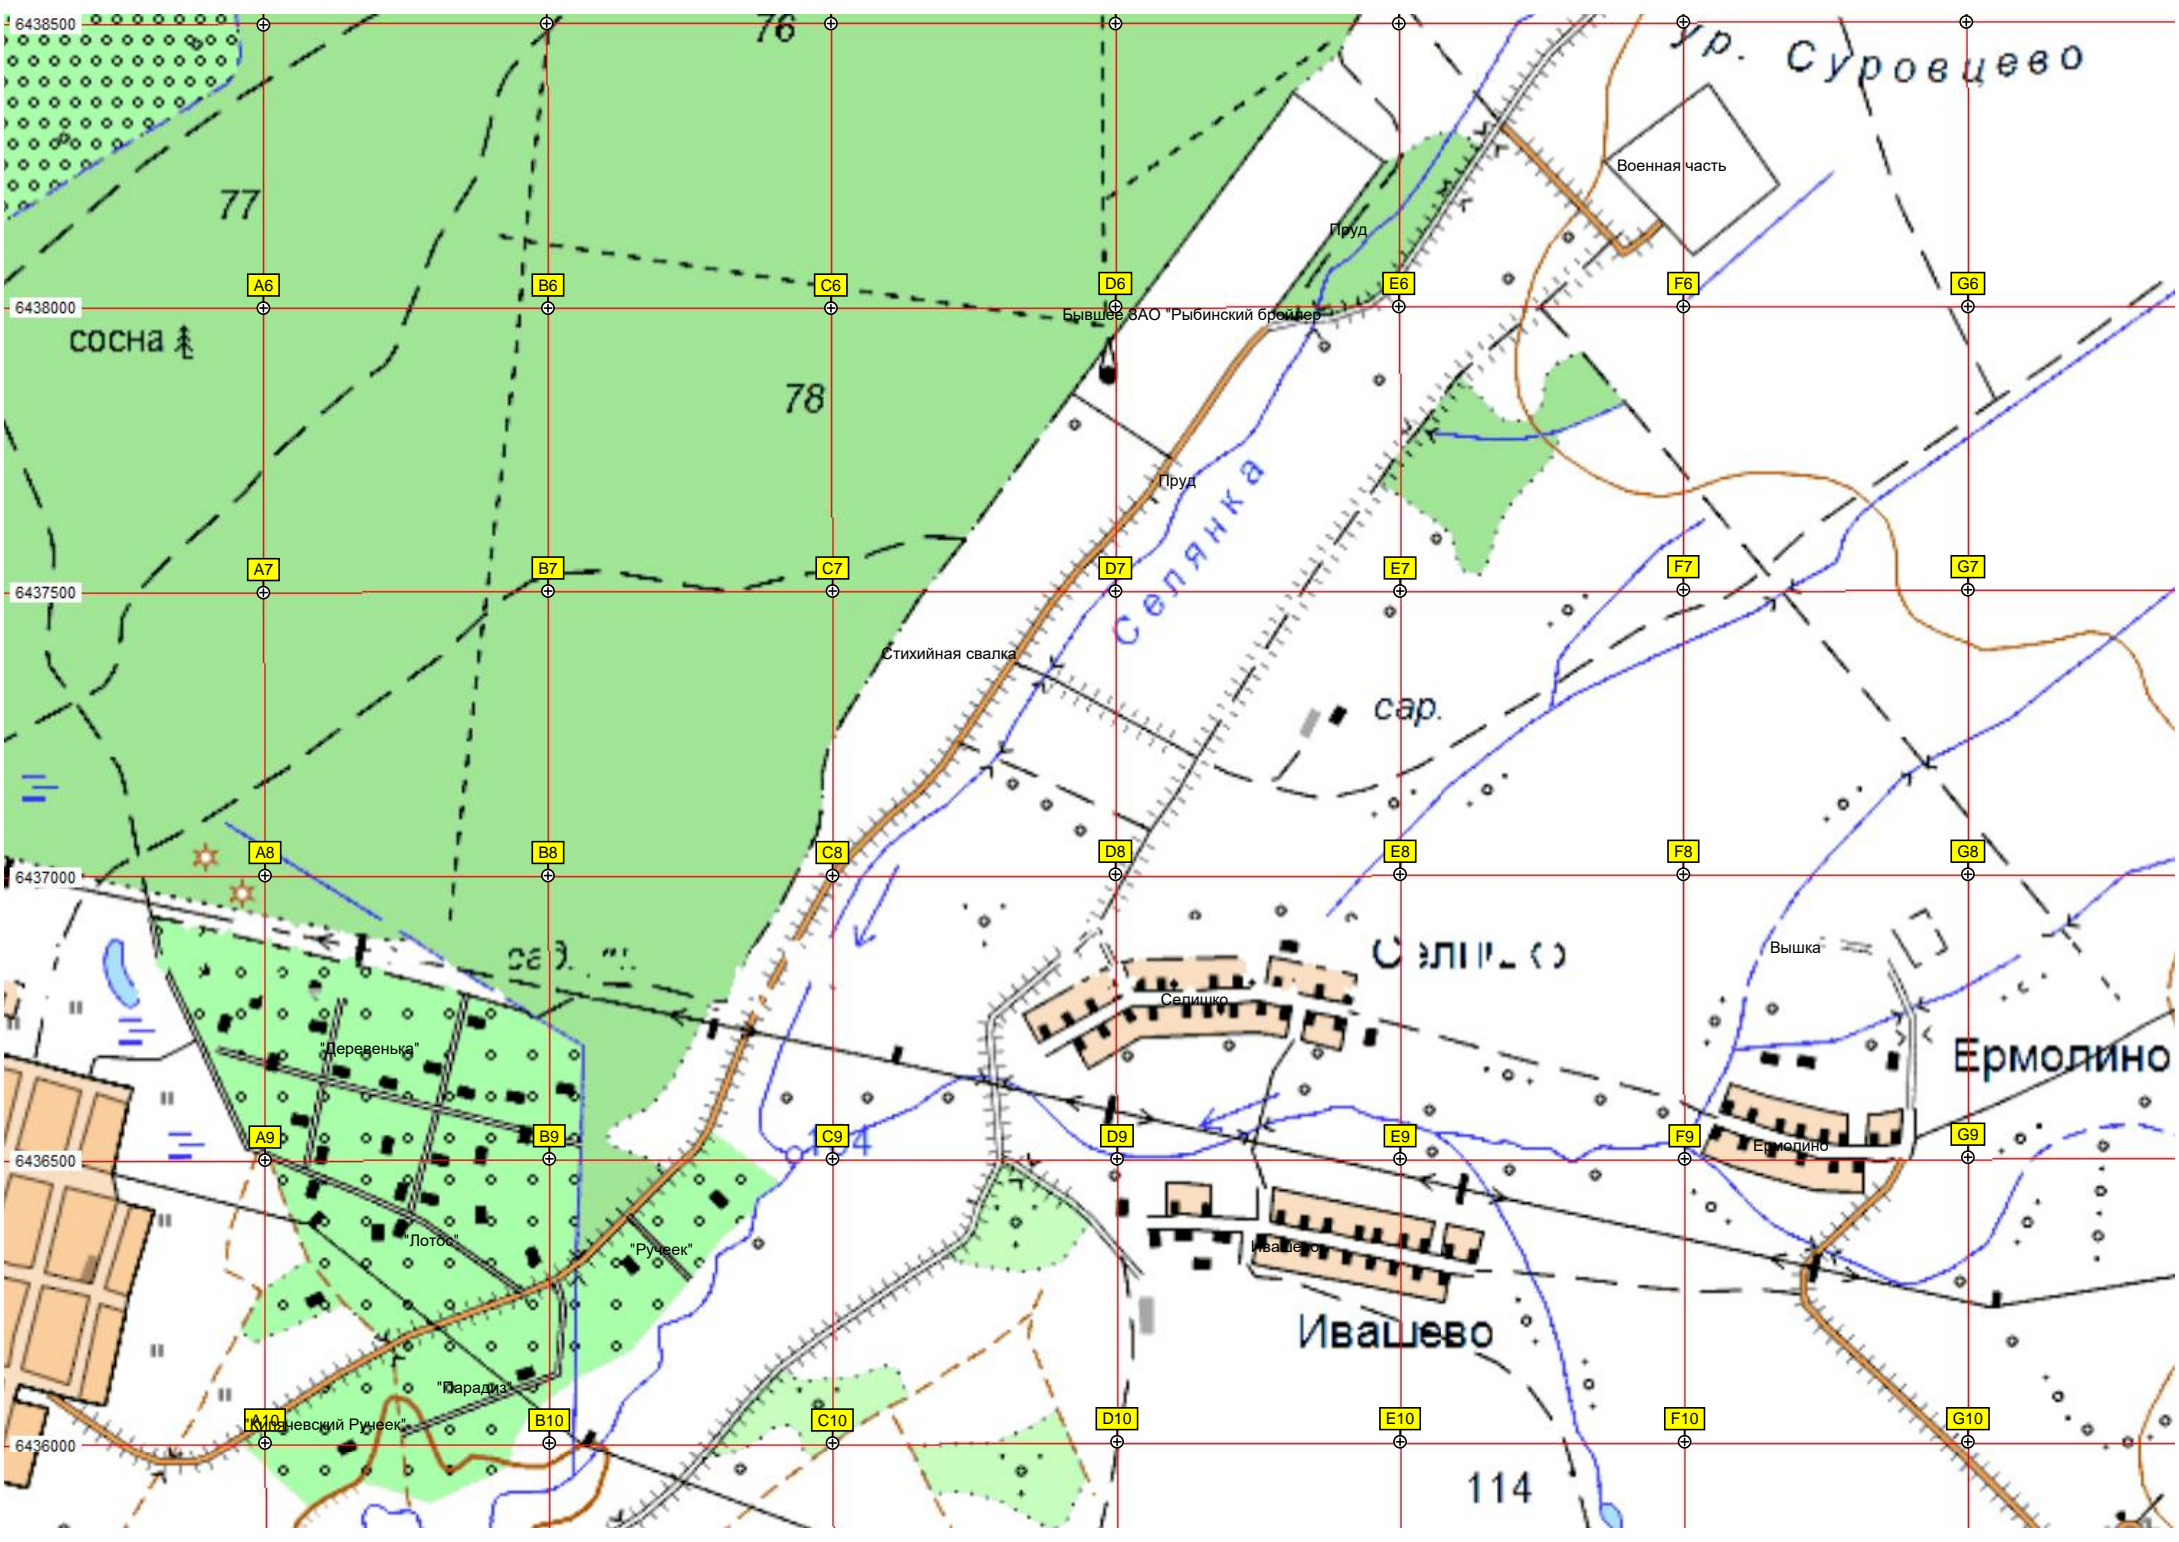 6438500
76
ур. Суровцево
Военная часть
77
Пруд
A6
B6
C6
D6
E6
F6
G6
6438000
Бывшее ЗАО "Рыбинский бройлер
сосна
78
Пруд
Селянка
A7
B7
C7
D7
E7
F7
G7
6437500
Стихийная свалка
сар.
A8
B8
C8
D8
E8
F8
G8
6437000
Вышка
Селишко
"Деревенька"
Ермолино
A9
B9
C9
D9
E9
F9
G9
6436500
Ермолино
"Лотос"
"Ручеек"
Ивашево
Ивашево
"Парадиз"
A10
B10
C10
D10
E10
F10
G10
6436000
114